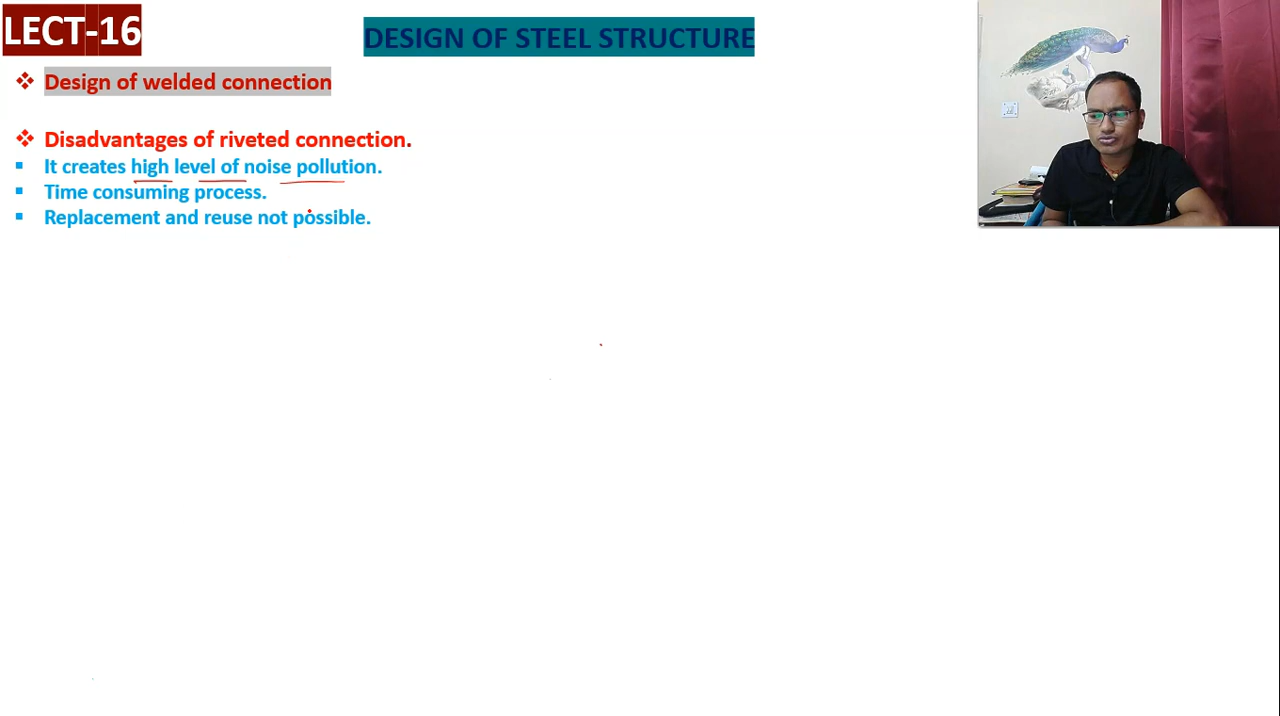 LECT-16
DESIGN OF STEEL STRUCTURE
Design of welded connection
Disadvantages of riveted connection.
It creates high level of noise pollution.
Time consuming process.
Replacement and reuse not possible.